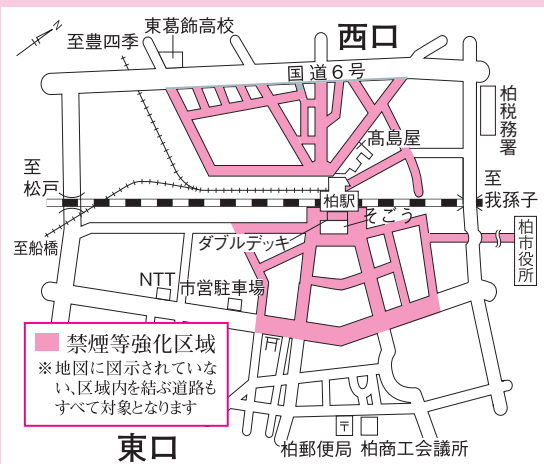 N
東葛飾高校
至豊四季
西口
国道6号
柏税務署
髙島屋
至松戸
至我孫子
柏駅
そごう
至船橋
ダブルデッキ
柏市役所
NTT
市営駐車場
禁煙等強化区域
※地図に図示されていな
い、区域内を結ぶ道路も
すべて対象となります
東口
柏郵便局
柏商工会議所